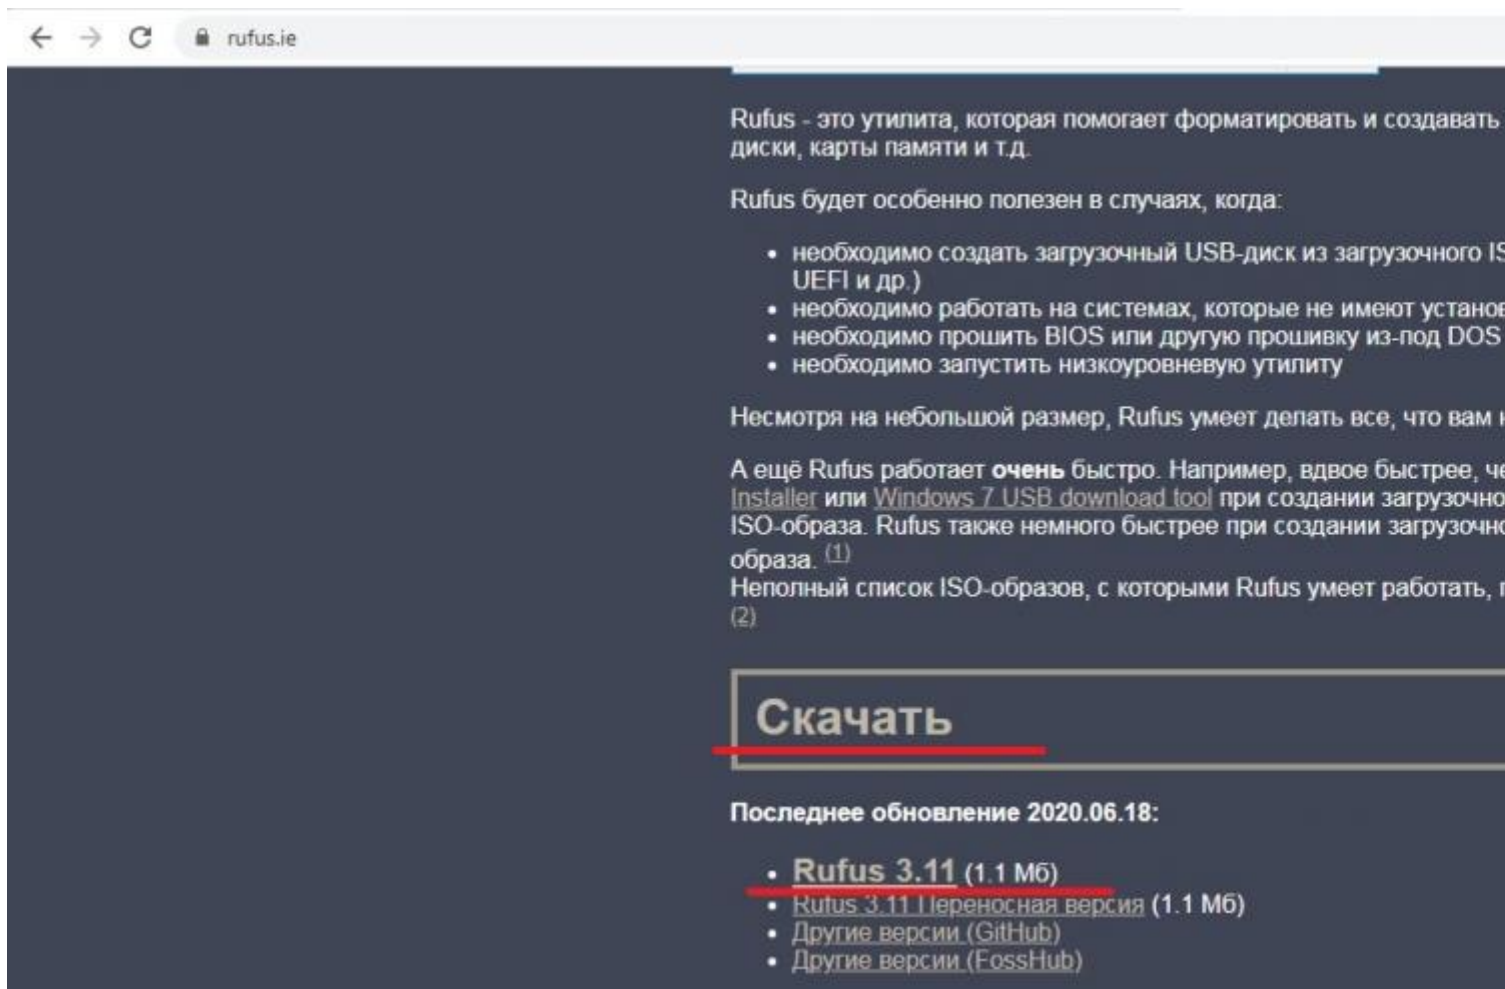 rufus.ie
Rufus - это утилита, которая помогает форматировать и создавать
диски, карты памяти и т.д.
Rufus будет особенно полезен в случаях, когда:
• необходимо создать загрузочный USB-диск из загрузочного IS
UEFI и др.)
• необходимо работать на системах, которые не имеют установ
• необходимо прошить BIOS или другую прошивку из-под DOS
• необходимо запустить низкоуровневую утилиту
Несмотря на небольшой размер, Rufus умеет делать все, что вам н
А ещё Rufus работает очень быстро. Например, вдвое быстрее, че
Installer или Windows 7 USB download tool при создании загрузочно
ISO-образа. Rufus также немного быстрее при создании загрузочно
образа. (1)
Неполный список ISO-образов, с которыми Rufus умеет работать, п
(2)
Скачать
Последнее обновление 2020.06.18:
• Rufus 3.11 (1.1 Мб)
• Rufus 3.11 Переносная версия (1.1 Мб)
• Другие версии (GitHub)
• Другие версии (FossHub)